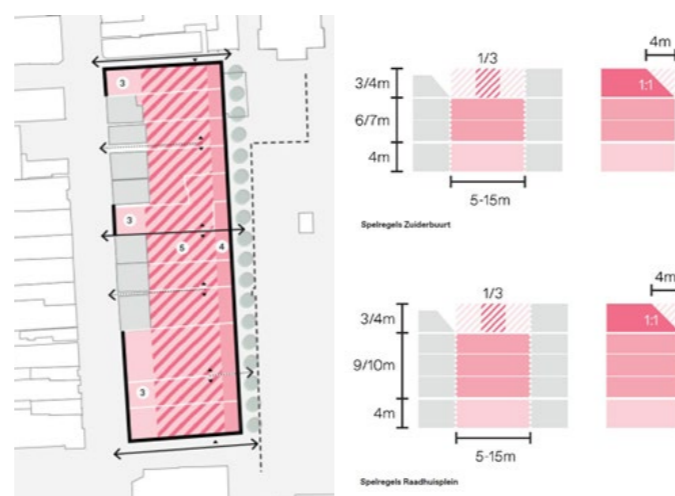 3
3
5
4
3
4m
1/3
3/4m
1:1
6/7m
4m
5-15m
Spelregels Zuiderbuurt
4m
1/3
3/4m
1:1
9/10m
4m
5-15m
Spelregels Raadhuisplein